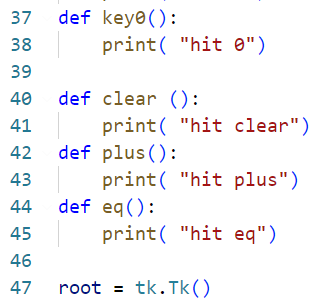 37 def key0():
38     print( "hit 0")
39
40 def clear ():
41     print( "hit clear")
42 def plus():
43     print( "hit plus")
44 def eq():
45     print( "hit eq")
46
47 root = tk.Tk()